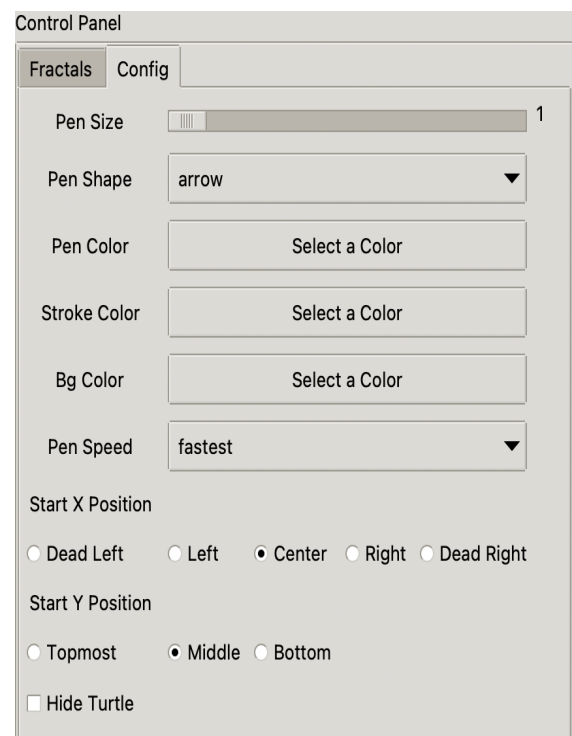 Control Panel
Fractals Config
Pen Size 1
Pen Shape arrow
Pen Color Select a Color
Stroke Color Select a Color
Bg Color Select a Color
Pen Speed fastest
Start X Position
Dead Left Left Center Right Dead Right
Start Y Position
Topmost Middle Bottom
Hide Turtle